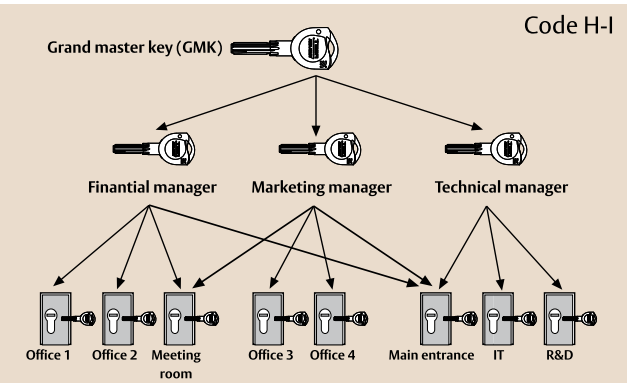 Code H-I
Grand master key (GMK)
Finantial manager
Marketing manager
Technical manager
Office 1
Office 2
Meeting
room
Office 3
Office 4
Main entrance
IT
R&D